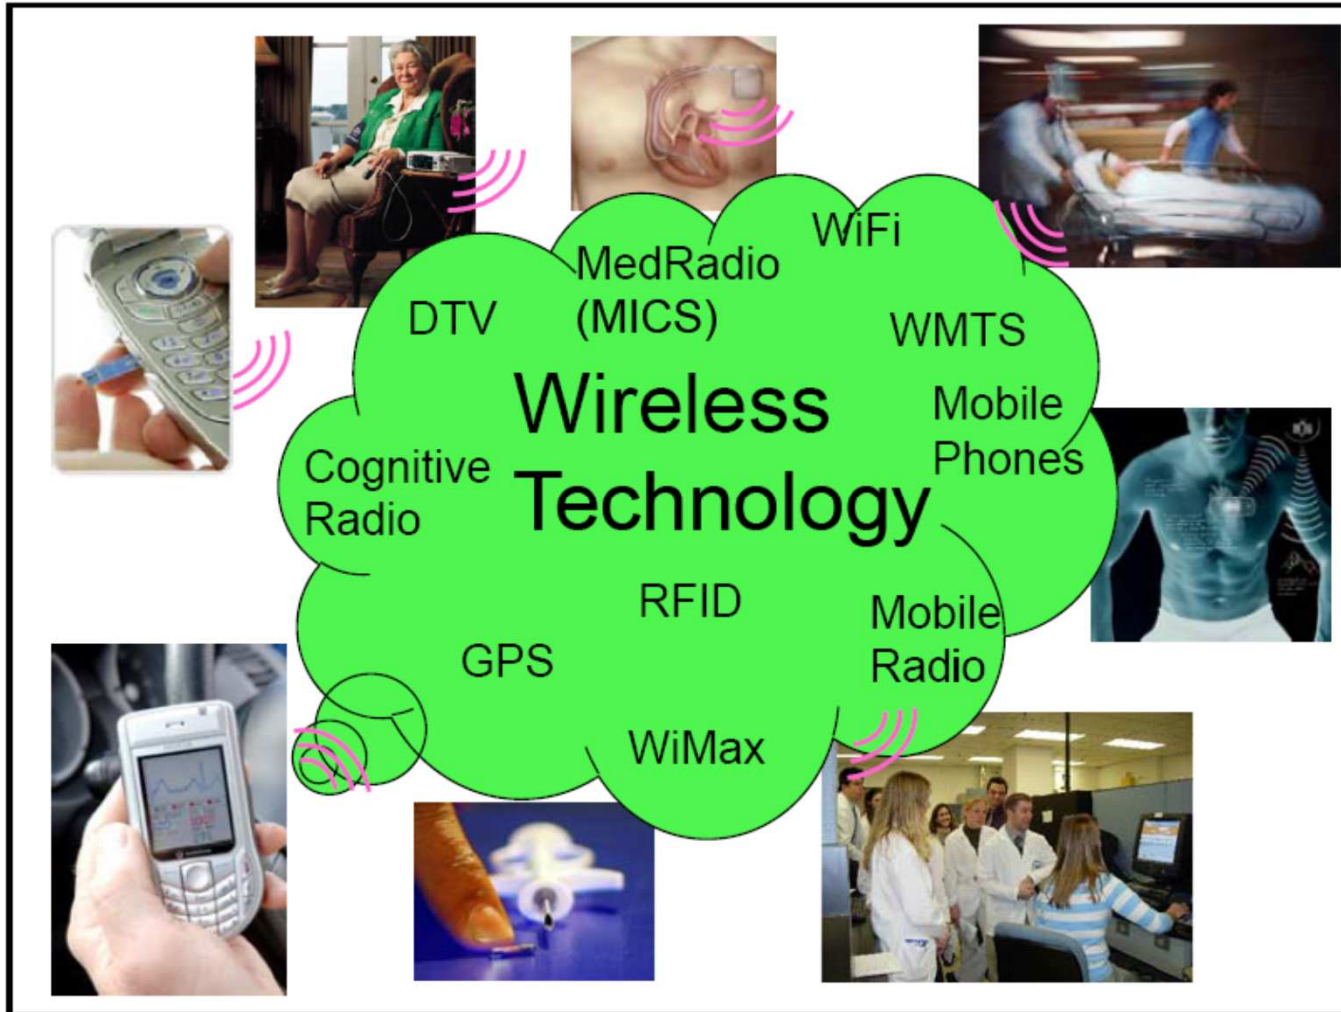 WiFi
MedRadio
(MICS)
DTV
WMTS
Wireless
Technology
Mobile
Phones
Cognitive
Radio
RFID
Mobile
Radio
GPS
WiMax